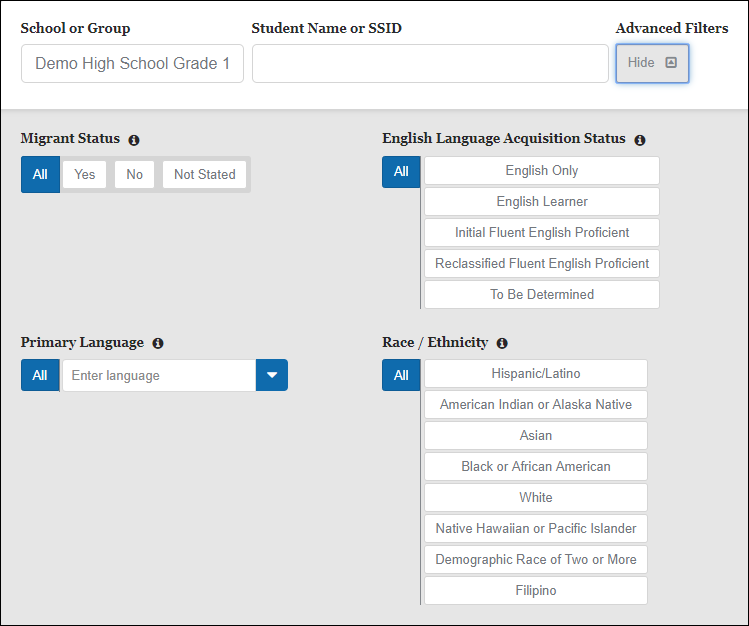 School or Group
Student Name or SSID
Advanced Filters
Demo High School Grade 1
Hide
Migrant Status
All
Yes
No
Not Stated
English Language Acquisition Status
All
English Only
English Learner
Initial Fluent English Proficient
Reclassified Fluent English Proficient
To Be Determined
Primary Language
All
Enter language
Race / Ethnicity
All
Hispanic/Latino
American Indian or Alaska Native
Asian
Black or African American
White
Native Hawaiian or Pacific Islander
Demographic Race of Two or More
Filipino